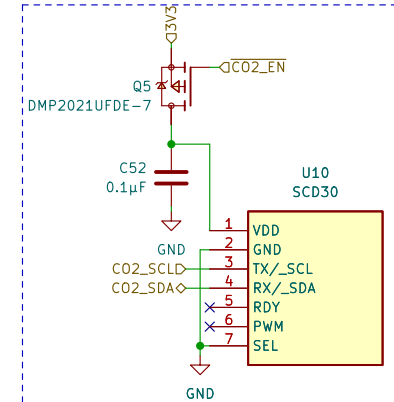 3V3
CO2_EN
Q5
DMP2021UFDE-7
C52
0.1µF
GND
U10
SCD30
1 VDD
2 GND
CO2_SCL 3 TX/_SCL
CO2_SDA 4 RX/_SDA
5 RDY
6 PWM
7 SEL
GND